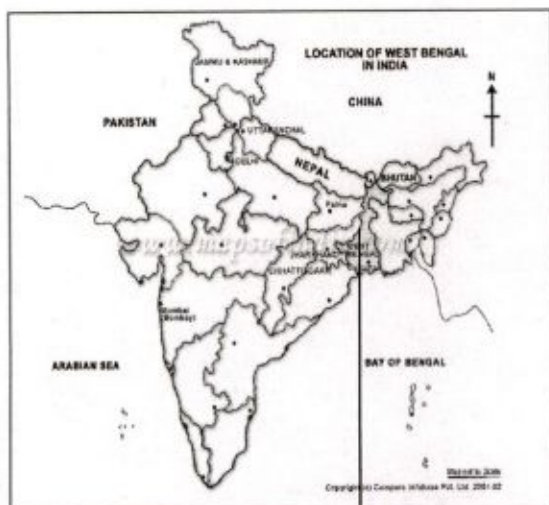 LOCATION OF WEST BENGAL
IN INDIA
N
JAMMU & KASHMIR
CHINA
PAKISTAN
UTTARANCHAL
DELHI
NEPAL
BHUTAN
Patna
JHARKHAND
CHHATTISGARH
Mumbai
(Bombay)
ARABIAN SEA
BAY OF BENGAL
Copyright (c) Compare Infobase Pvt. Ltd. 2001-02